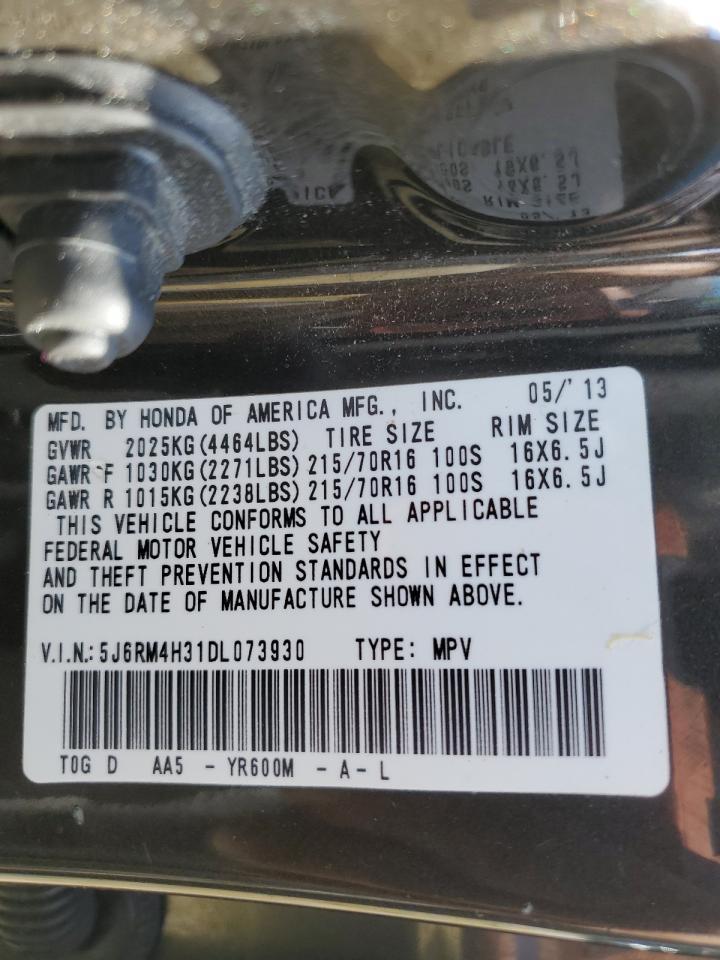 MFD. BY HONDA OF AMERICA MFG., INC. 05/'13
GVWR 2025KG(4464LBS) TIRE SIZE RIM SIZE
GAWR F 1030KG(2271LBS) 215/70R16 100S 16X6.5J
GAWR R 1015KG(2238LBS) 215/70R16 100S 16X6.5J
THIS VEHICLE CONFORMS TO ALL APPLICABLE
FEDERAL MOTOR VEHICLE SAFETY
AND THEFT PREVENTION STANDARDS IN EFFECT
ON THE DATE OF MANUFACTURE SHOWN ABOVE.
V.I.N.: 5J6RM4H31DL073930 TYPE: MPV
TOG D AA5 - YR600M - A - L